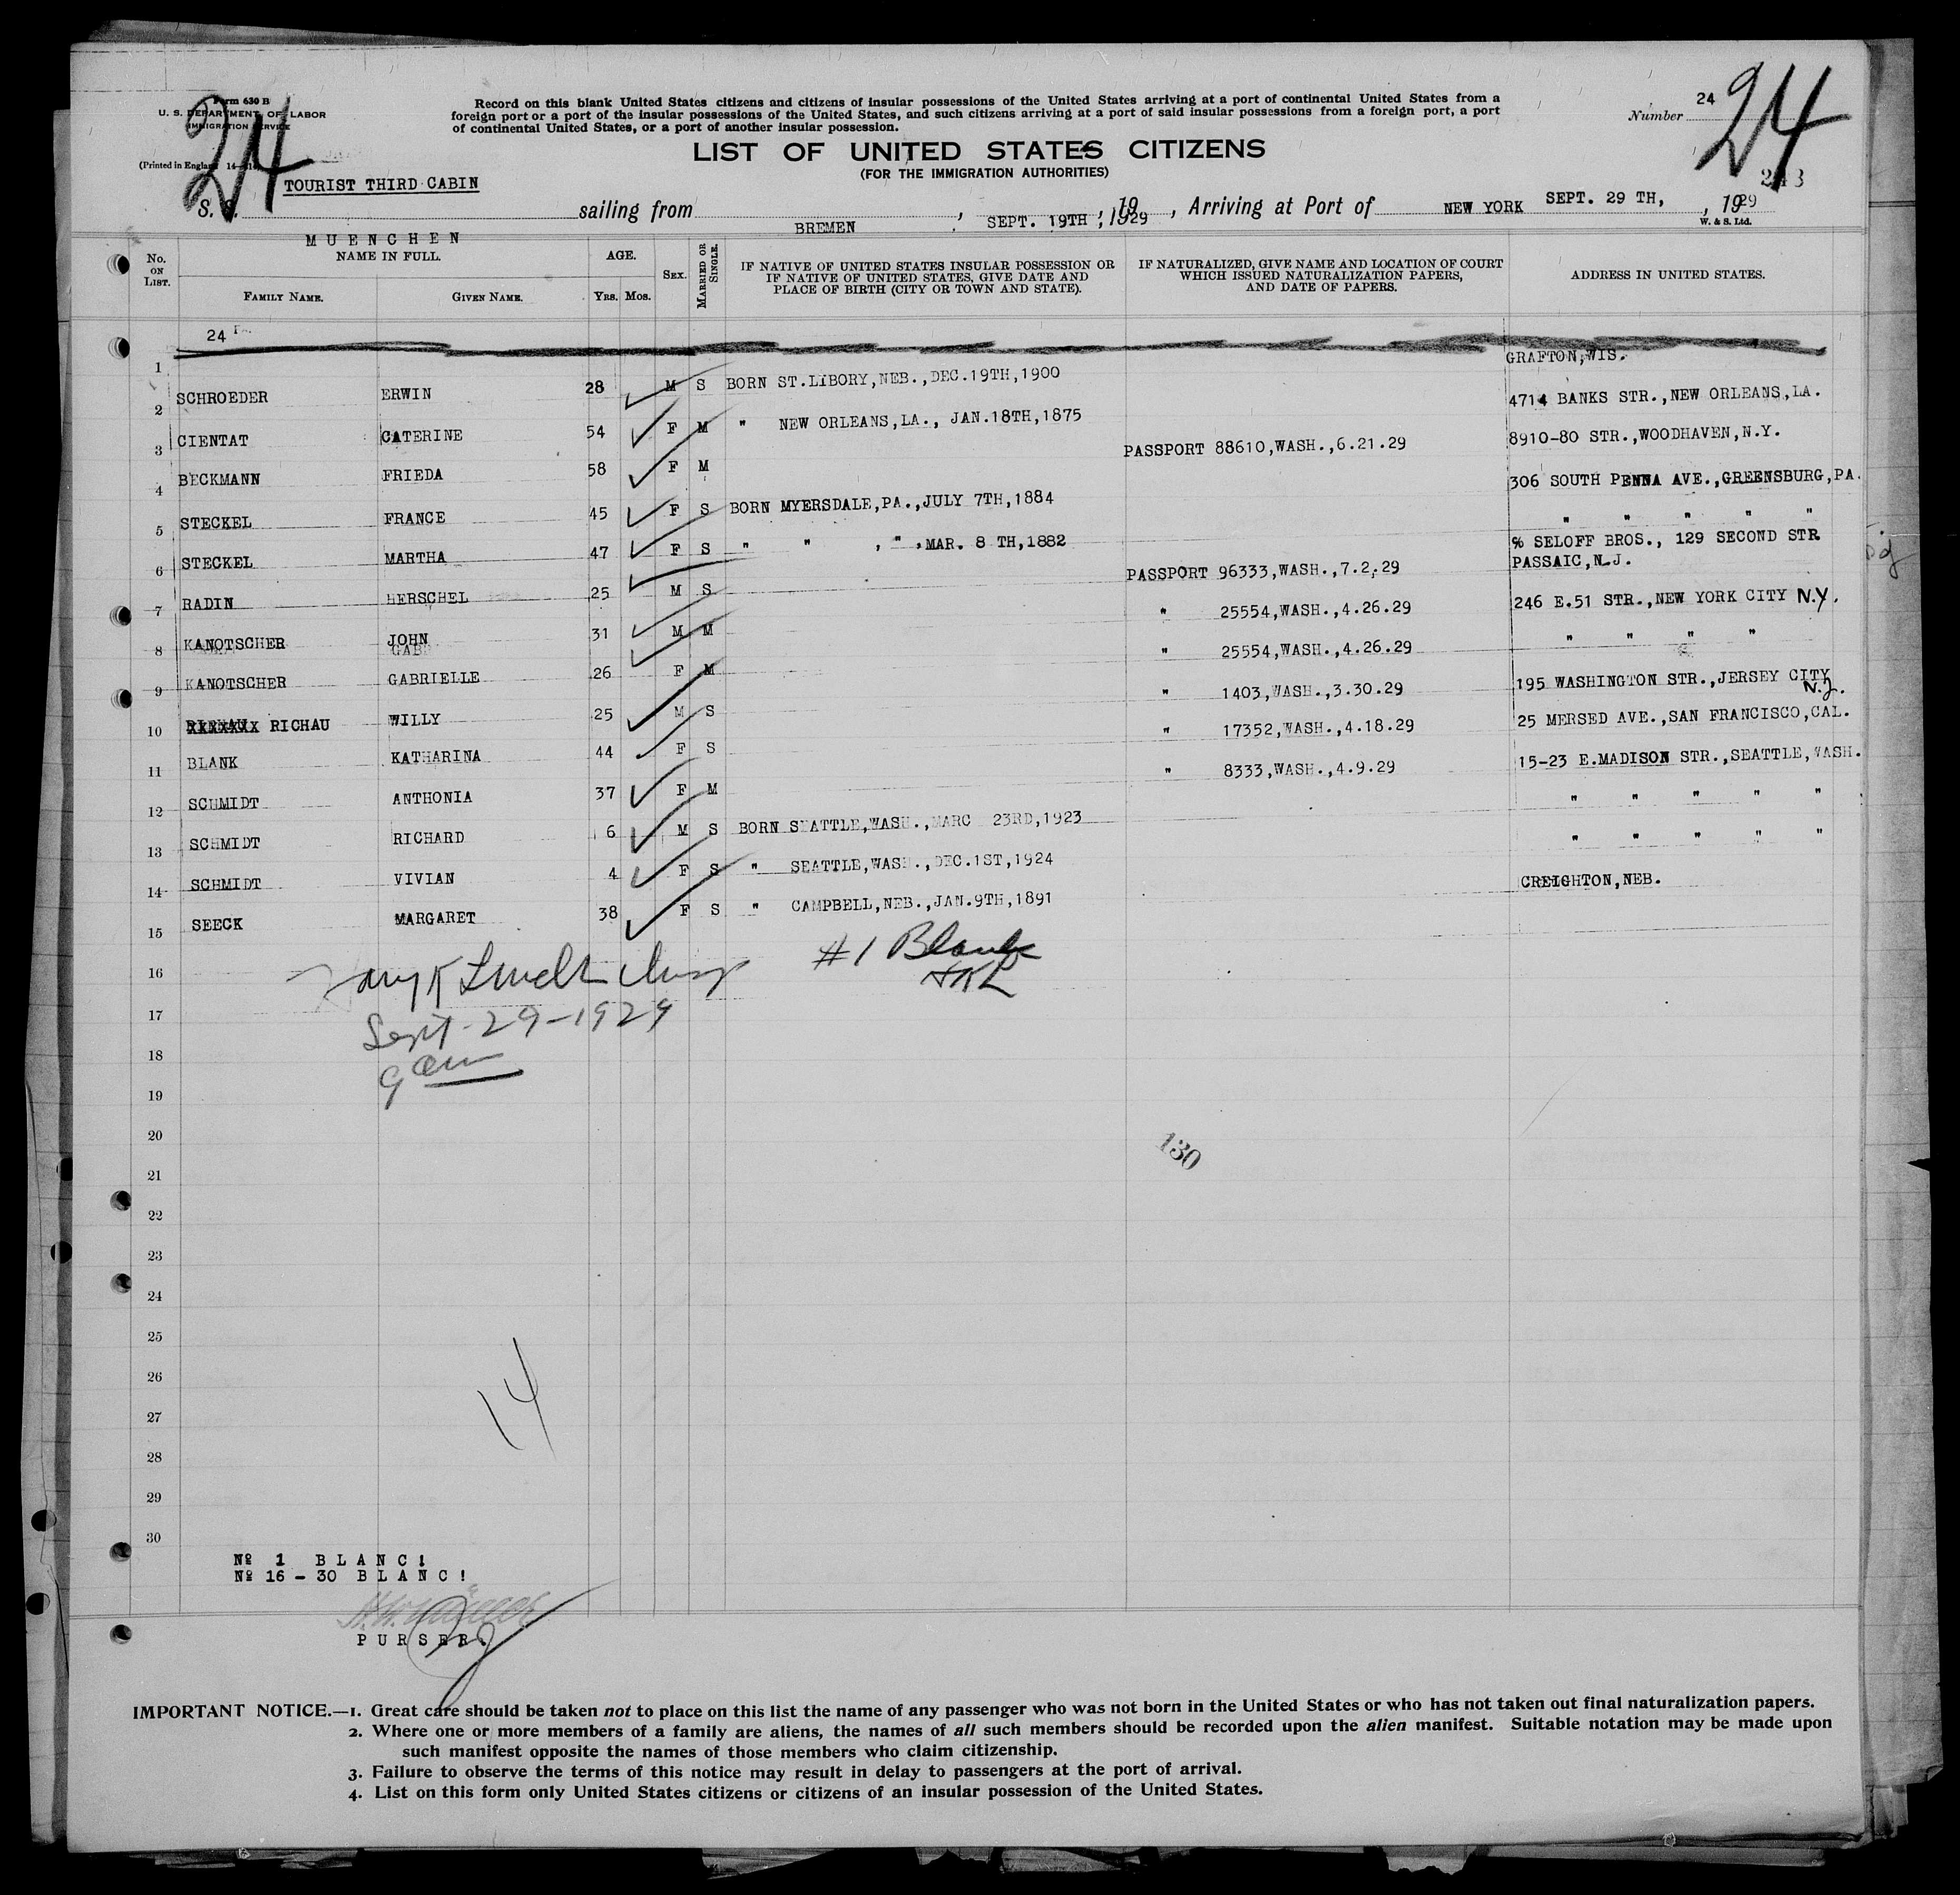 Form 630 B
U. S. DEPARTMENT OF LABOR
IMMIGRATION SERVICE
(Printed in England
24
Record on this blank United States citizens and citizens of insular possessions of the United States arriving at a port of continental United States from a
foreign port or a port of the insular possessions of the United States, and such citizens arriving at a port of said insular possessions from a foreign port, a port
of continental United States, or a port of another insular possession.
Number 24
24
LIST OF UNITED STATES CITIZENS
(FOR THE IMMIGRATION AUTHORITIES)
TOURIST THIRD CABIN
S. S. MUENCHEN sailing from BREMEN, SEPT. 19TH, 1929, Arriving at Port of NEW YORK SEPT. 29 TH, 1929
W. & S. Ltd.
No. ON LIST. NAME IN FULL. FAMILY NAME. GIVEN NAME. AGE. YRS. MOS. SEX. MARRIED OR SINGLE. IF NATIVE OF UNITED STATES INSULAR POSSESSION OR IF NATIVE OF UNITED STATES, GIVE DATE AND PLACE OF BIRTH (CITY OR TOWN AND STATE). IF NATURALIZED, GIVE NAME AND LOCATION OF COURT WHICH ISSUED NATURALIZATION PAPERS, AND DATE OF PAPERS. ADDRESS IN UNITED STATES.
24
1
2 SCHROEDER ERWIN 28 M S BORN ST.LIBORY,NEB.,DEC.19TH,1900 GRAFTON,WIS.
3 CIENTAT CATERINE 54 F M " NEW ORLEANS,LA., JAN.18TH,1875 4714 BANKS STR.,NEW ORLEANS,LA.
4 BECKMANN FRIEDA 58 F M PASSPORT 88610,WASH.,6.21.29 8910-80 STR.,WOODHAVEN,N.Y.
5 STECKEL FRANCE 45 F S BORN MYERSDALE,PA.,JULY 7TH,1884 306 SOUTH PENNA AVE.,GREENSBURG,PA.
6 STECKEL MARTHA 47 F S " " , " ,MAR. 8 TH,1882 " " " " "
7 RADIN HERSCHEL 25 M S PASSPORT 96333,WASH.,7.2.29 % SELOFF BROS., 129 SECOND STR
PASSAIC,N.J.
8 KANOTSCHER JOHN 31 M M " 25554,WASH.,4.26.29 246 E.51 STR.,NEW YORK CITY N.Y.
9 KANOTSCHER GABRIELLE 26 F M " 25554,WASH.,4.26.29 " " " "
10 RICHAU WILLY 25 M S " 1403,WASH.,3.30.29 195 WASHINGTON STR.,JERSEY CITY
N.J.
11 BLANK KATHARINA 44 F S " 17352,WASH.,4.18.29 25 MERSED AVE.,SAN FRANCISCO,CAL.
12 SCHMIDT ANTHONIA 37 F M " 8333,WASH.,4.9.29 15-23 E.MADISON STR.,SEATTLE,WASH.
13 SCHMIDT RICHARD 6 M S BORN SEATTLE,WASH.,MARC 23RD,1923 " " " " "
14 SCHMIDT VIVIAN 4 F S " SEATTLE,WASH.,DEC.1ST,1924 " " " " "
15 SEECK MARGARET 38 F S " CAMPBELL,NEB.,JAN.9TH,1891 CREIGHTON,NEB.
#1 Blank
16
17
Sept-29-1929
18
19
20
130
21
22
23
24
25
26
14
27
28
29
30
Nº 1 BLANC!
Nº 16 - 30 BLANC!
PURSER.
IMPORTANT NOTICE.—1. Great care should be taken not to place on this list the name of any passenger who was not born in the United States or who has not taken out final naturalization papers.
2. Where one or more members of a family are aliens, the names of all such members should be recorded upon the alien manifest. Suitable notation may be made upon
such manifest opposite the names of those members who claim citizenship.
3. Failure to observe the terms of this notice may result in delay to passengers at the port of arrival.
4. List on this form only United States citizens or citizens of an insular possession of the United States.